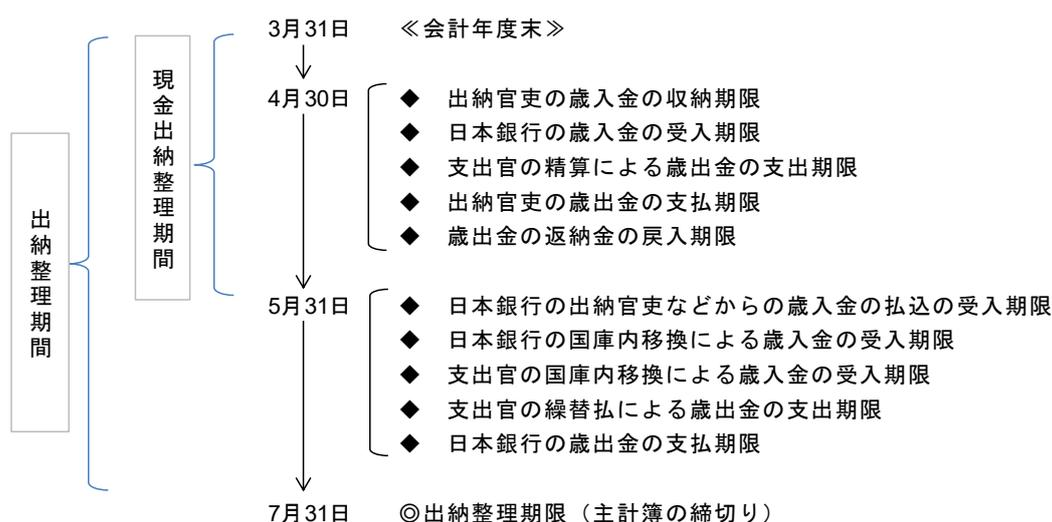 3月31日 ≪会計年度末≫
現金出納整理期間
出納整理期間
4月30日 ◆ 出納官吏の歳入金の収納期限
◆ 日本銀行の歳入金の受入期限
◆ 支出官の精算による歳出金の支出期限
◆ 出納官吏の歳出金の支払期限
◆ 歳出金の返納金の戻入期限
5月31日 ◆ 日本銀行の出納官吏などからの歳入金の払込の受入期限
◆ 日本銀行の国庫内移換による歳入金の受入期限
◆ 支出官の国庫内移換による歳入金の受入期限
◆ 支出官の繰替払による歳出金の支出期限
◆ 日本銀行の歳出金の支払期限
7月31日 ◎出納整理期限（主計簿の締切り）